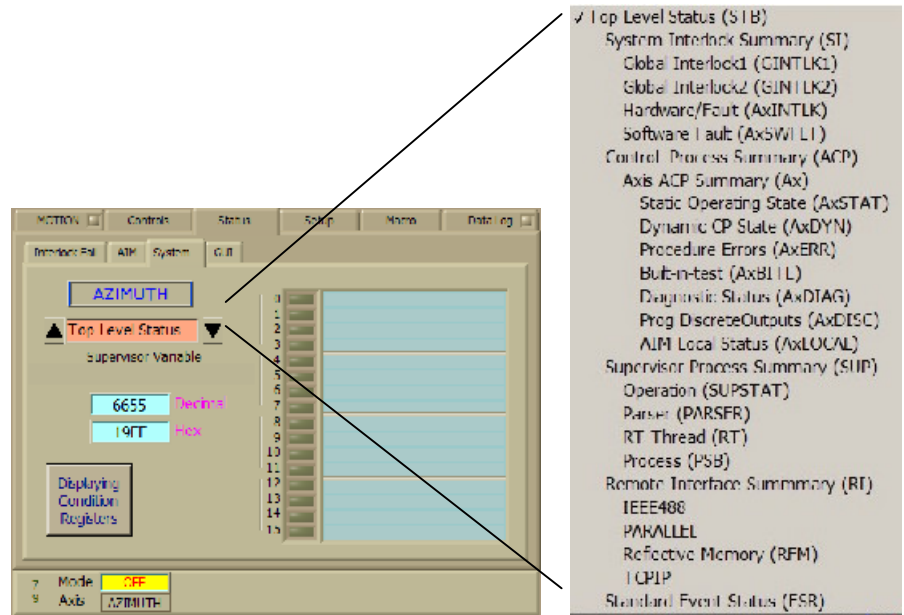 MOTION Controls Status Setup Macro Data Log
Interlock Fail AIM System GUI
AZIMUTH
Top Level Status
Supervisor Variable
6655 Decimal
19FF Hex
Displaying
Condition
Registers
0
1
2
3
4
5
6
7
8
9
10
11
12
13
14
15
7 Mode OFF
9 Axis AZIMUTH
✓ Top Level Status (STB)
System Interlock Summary (SI)
Global Interlock1 (GINTLK1)
Global Interlock2 (GINTLK2)
Hardware/Fault (AxINTLK)
Software Fault (AxSWFLT)
Control Process Summary (ACP)
Axis ACP Summary (Ax)
Static Operating State (AxSTAT)
Dynamic CP State (AxDYN)
Procedure Errors (AxERR)
Built-in-test (AxBITE)
Diagnostic Status (AxDIAG)
Prog DiscreteOutputs (AxDISC)
AIM Local Status (AxLOCAL)
Supervisor Process Summary (SUP)
Operation (SUPSTAT)
Parser (PARSER)
RT Thread (RT)
Process (PSB)
Remote Interface Summmary (RI)
IEEE488
PARALLEL
Reflective Memory (RFM)
TCPIP
Standard Event Status (ESR)